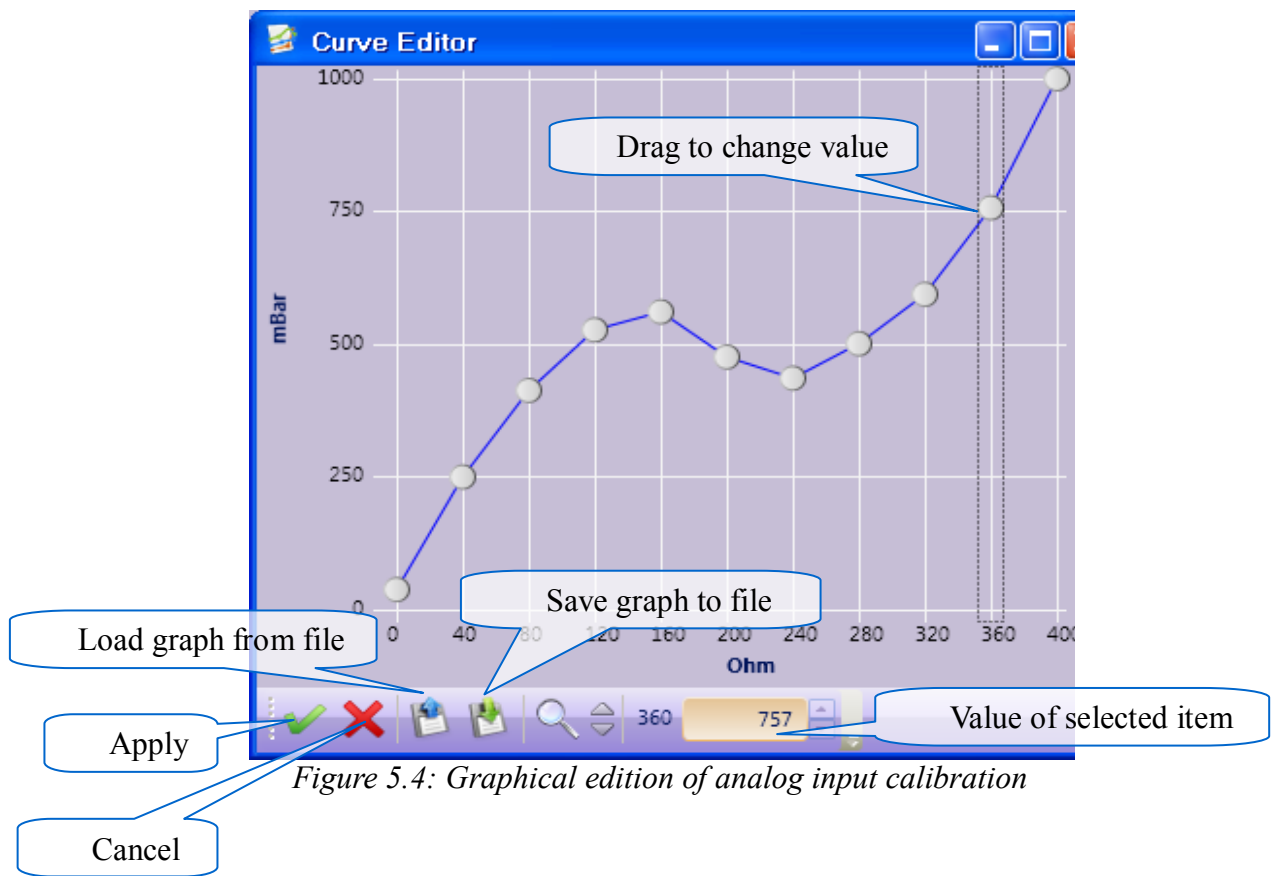 Curve Editor
1000
Drag to change value
750
mBar
500
250
Save graph to file
0
Load graph from file
0 40 80 120 160 200 240 280 320 360 400
Ohm
360 757
Value of selected item
Apply
Figure 5.4: Graphical edition of analog input calibration
Cancel